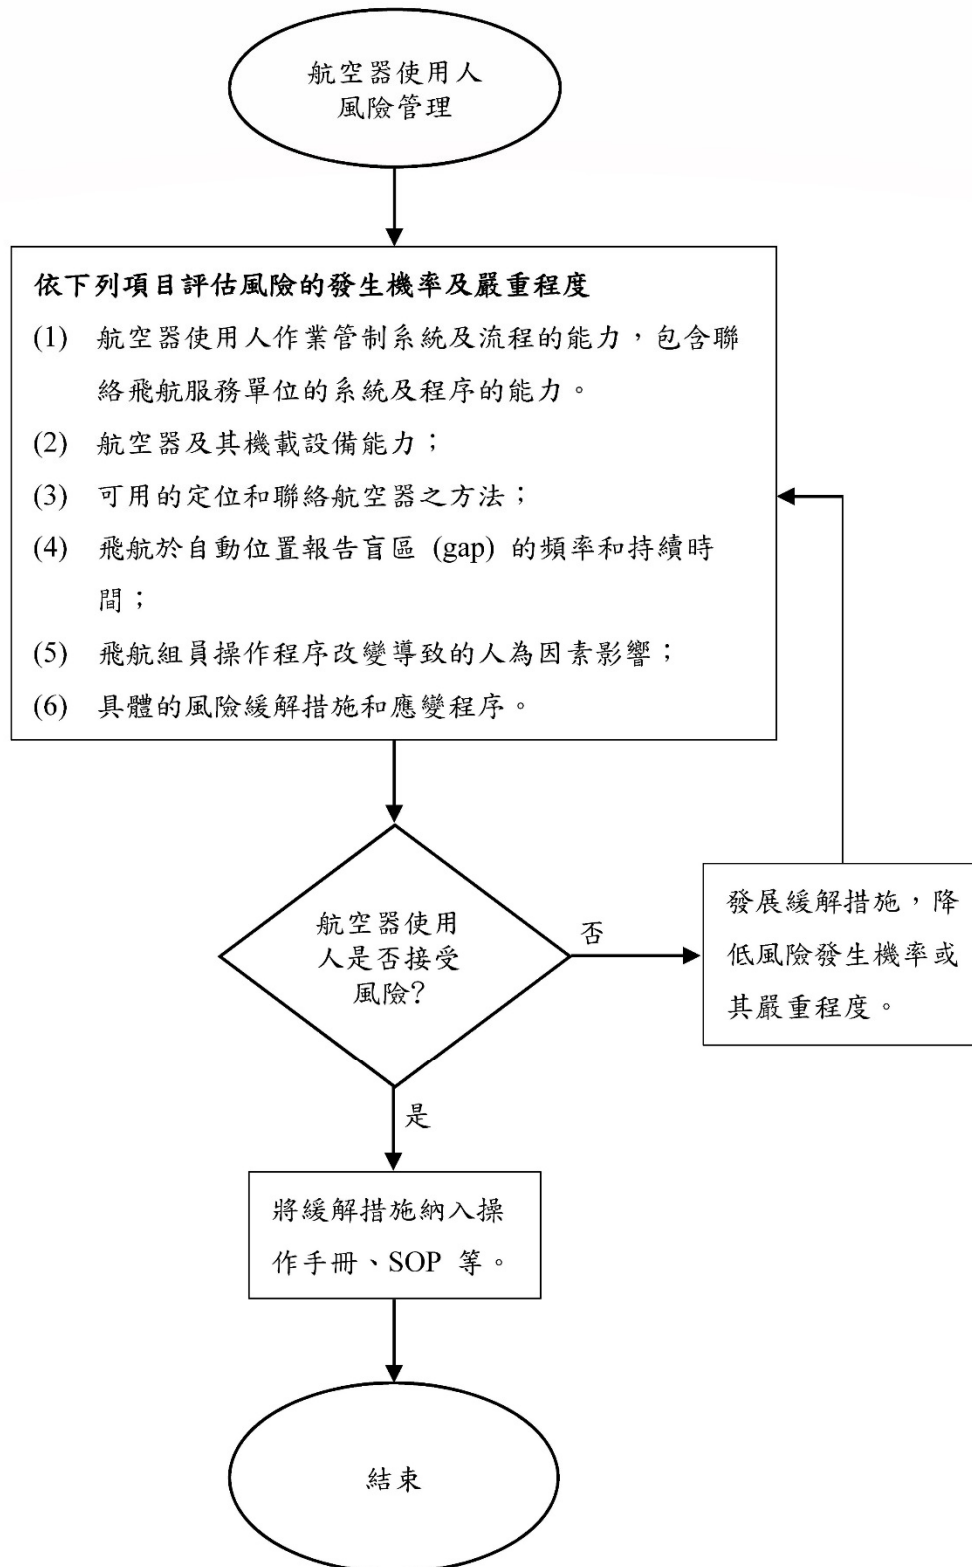 航空器使用人
風險管理
依下列項目評估風險的發生機率及嚴重程度
(1) 航空器使用人作業管制系統及流程的能力，包含聯
絡飛航服務單位的系統及程序的能力。
(2) 航空器及其機載設備能力；
(3) 可用的定位和聯絡航空器之方法；
(4) 飛航於自動位置報告盲區 (gap) 的頻率和持續時
間；
(5) 飛航組員操作程序改變導致的人為因素影響；
(6) 具體的風險緩解措施和應變程序。
航空器使用
人是否接受
風險?
否
發展緩解措施，降
低風險發生機率或
其嚴重程度。
是
將緩解措施納入操
作手冊、SOP 等。
結束